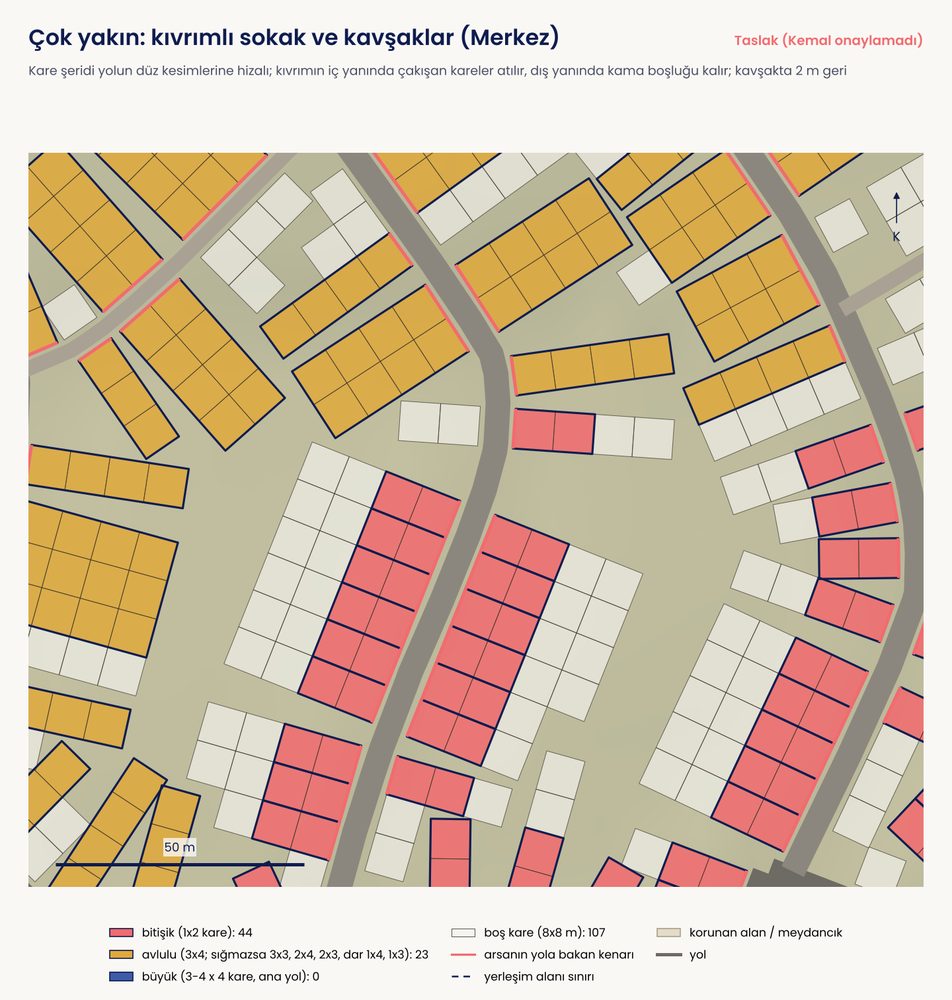 Çok yakın: kıvrımlı sokak ve kavşaklar (Merkez)
Taslak (Kemal onaylamadı)
Kare şeridi yolun düz kesimlerine hizalı; kıvrımın iç yanında çakışan kareler atılır, dış yanında kama boşluğu kalır; kavşakta 2 m geri
K
50 m
bitişik (1x2 kare): 44
avlulu (3x4; sığmazsa 3x3, 2x4, 2x3, dar 1x4, 1x3): 23
büyük (3-4 x 4 kare, ana yol): 0
boş kare (8x8 m): 107
arsanın yola bakan kenarı
yerleşim alanı sınırı
korunan alan / meydancık
yol